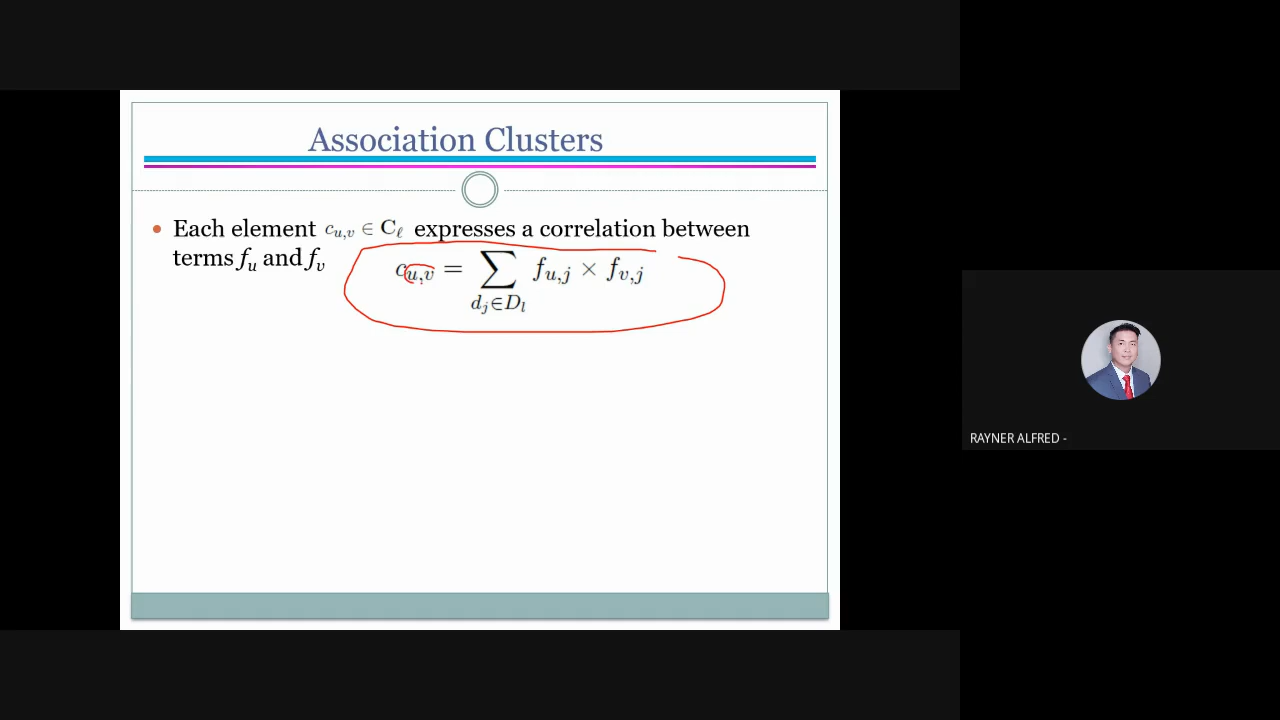 Association Clusters
• Each element c_{u,v} ∈ C_ℓ expresses a correlation between
terms f_u and f_v
c_{u,v} = ∑_{d_j∈D_l} f_{u,j} × f_{v,j}
RAYNER ALFRED -